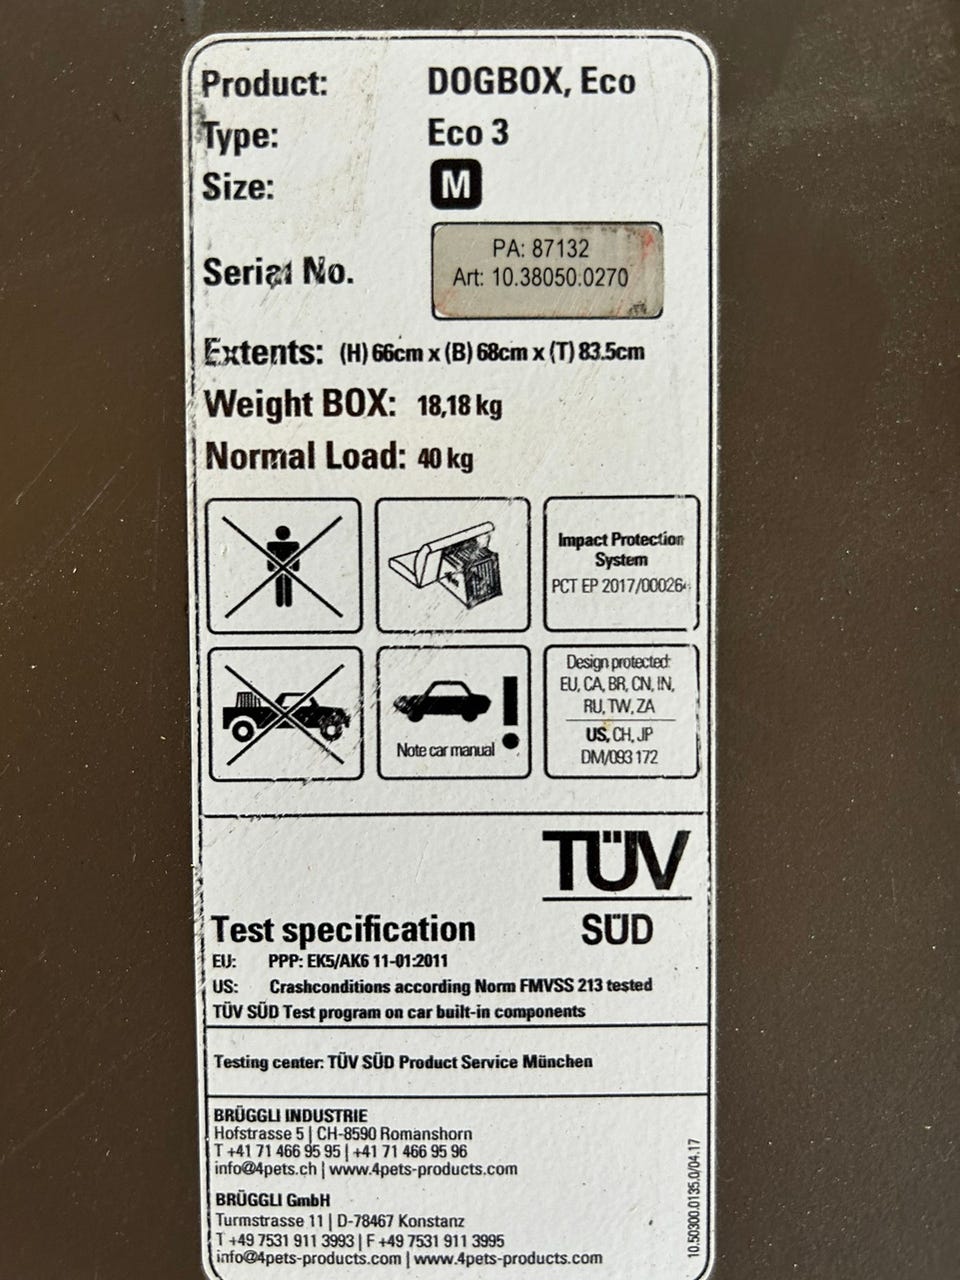 Product: DOGBOX, Eco
Type: Eco 3
Size: M
Serial No. PA: 87132
Art: 10.38050.0270
Extents: (H) 66cm x (B) 68cm x (T) 83.5cm
Weight BOX: 18,18 kg
Normal Load: 40 kg
Impact Protection
System
PCT EP 2017/000264
Note car manual !
Design protected:
EU, CA, BR, CN, IN,
RU, TW, ZA
US, CH, JP
DM/093 172
TÜV
SÜD
Test specification
EU: PPP: EK5/AK6 11-01:2011
US: Crashconditions according Norm FMVSS 213 tested
TÜV SÜD Test program on car built-in components
Testing center: TÜV SÜD Product Service München
BRÜGGLI INDUSTRIE
Hofstrasse 5 | CH-8590 Romanshorn
T +41 71 466 95 95 | +41 71 466 95 96
info@4pets.ch | www.4pets-products.com
BRÜGGLI GmbH
Turmstrasse 11 | D-78467 Konstanz
T +49 7531 911 3993 | F +49 7531 911 3995
info@4pets-products.com | www.4pets-products.com
10.50300.0135.0/04.17